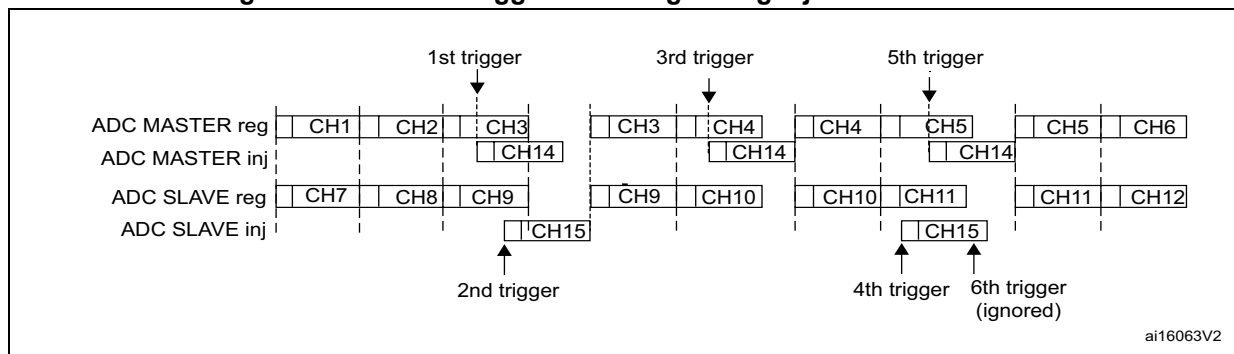 1st trigger 3rd trigger 5th trigger
ADC MASTER reg CH1 CH2 CH3 CH3 CH4 CH4 CH5 CH5 CH6
ADC MASTER inj CH14 CH14 CH14
ADC SLAVE reg CH7 CH8 CH9 CH9 CH10 CH10 CH11 CH11 CH12
ADC SLAVE inj CH15 CH15
2nd trigger 4th trigger 6th trigger
(ignored)
ai16063V2